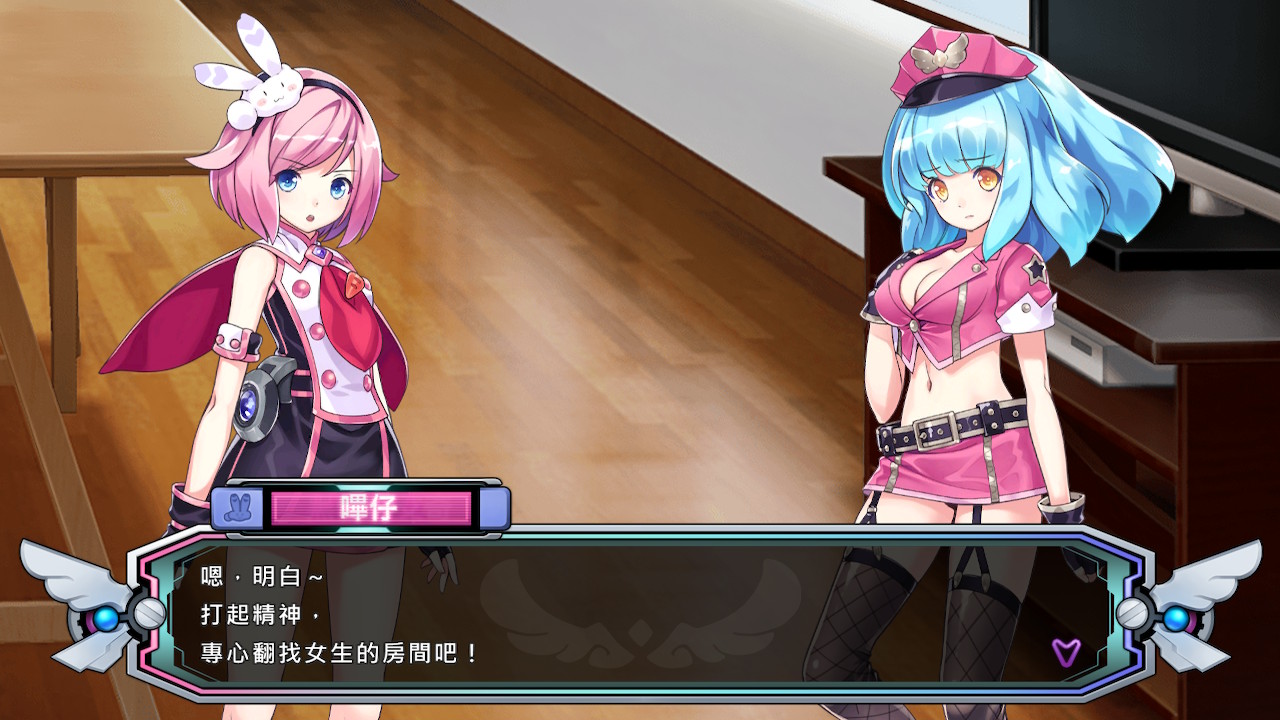 嗶仔
嗯，明白～
打起精神，
專心翻找女生的房間吧！